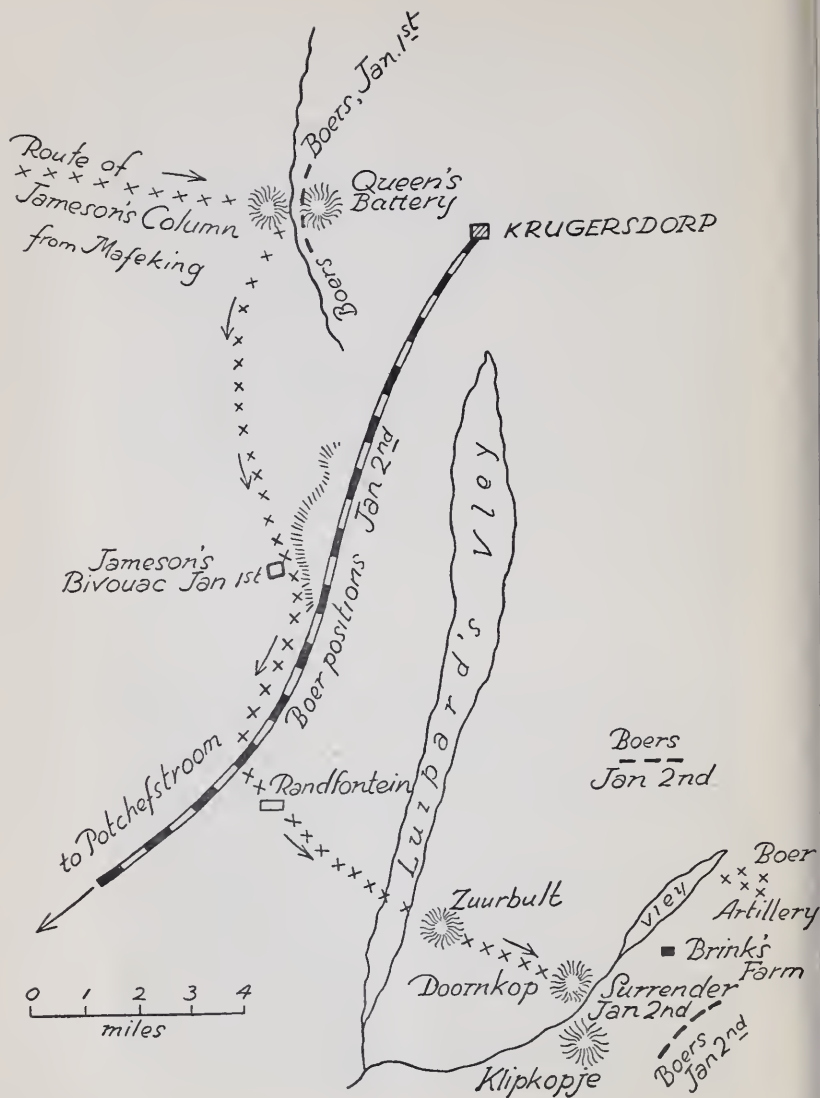 Boers, Jan. 1st
Route of
Jameson's Column
from Mafeking
Queen's
Battery
KRUGERSDORP
Boers
Boer positions Jan 2nd
Jameson's
Bivouac Jan 1st
Luipaard's Vley
to Potchefstroom
Randfontein
Boers
Jan 2nd
Boer
Artillery
Vley
Zuurbult
Brink's
Farm
Doornkop
Surrender
Jan 2nd
Boers
Jan 2nd
Klipkopje
0 1 2 3 4
miles